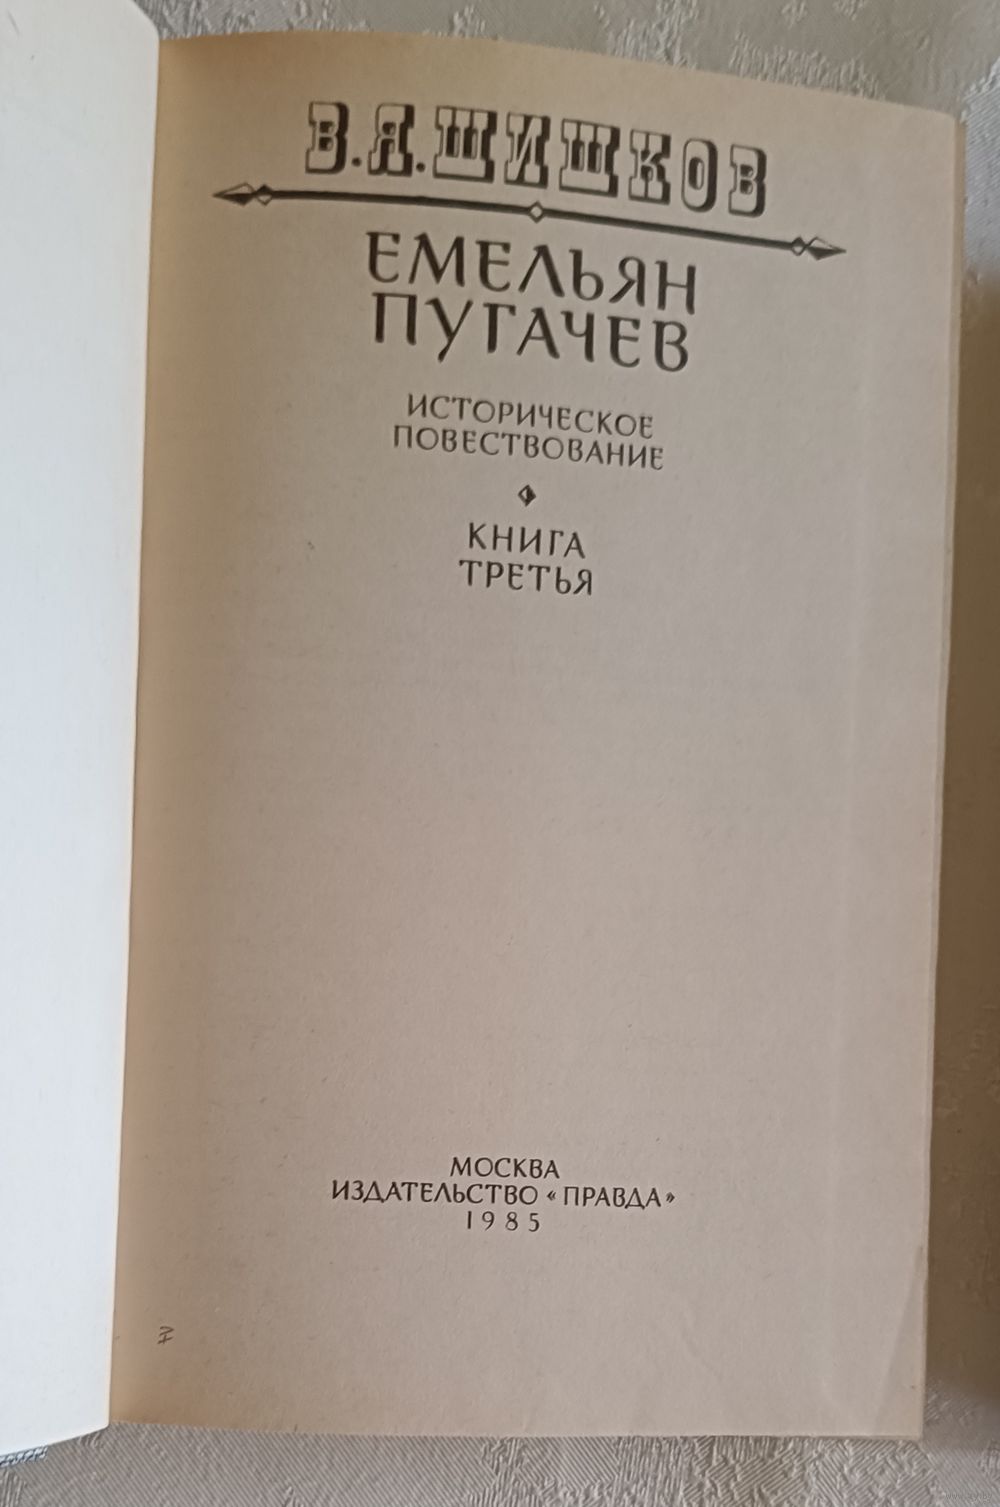 В.Я.ШИШКОВ
ЕМЕЛЬЯН
ПУГАЧЕВ
ИСТОРИЧЕСКОЕ
ПОВЕСТВОВАНИЕ
КНИГА
ТРЕТЬЯ
МОСКВА
ИЗДАТЕЛЬСТВО «ПРАВДА»
1985